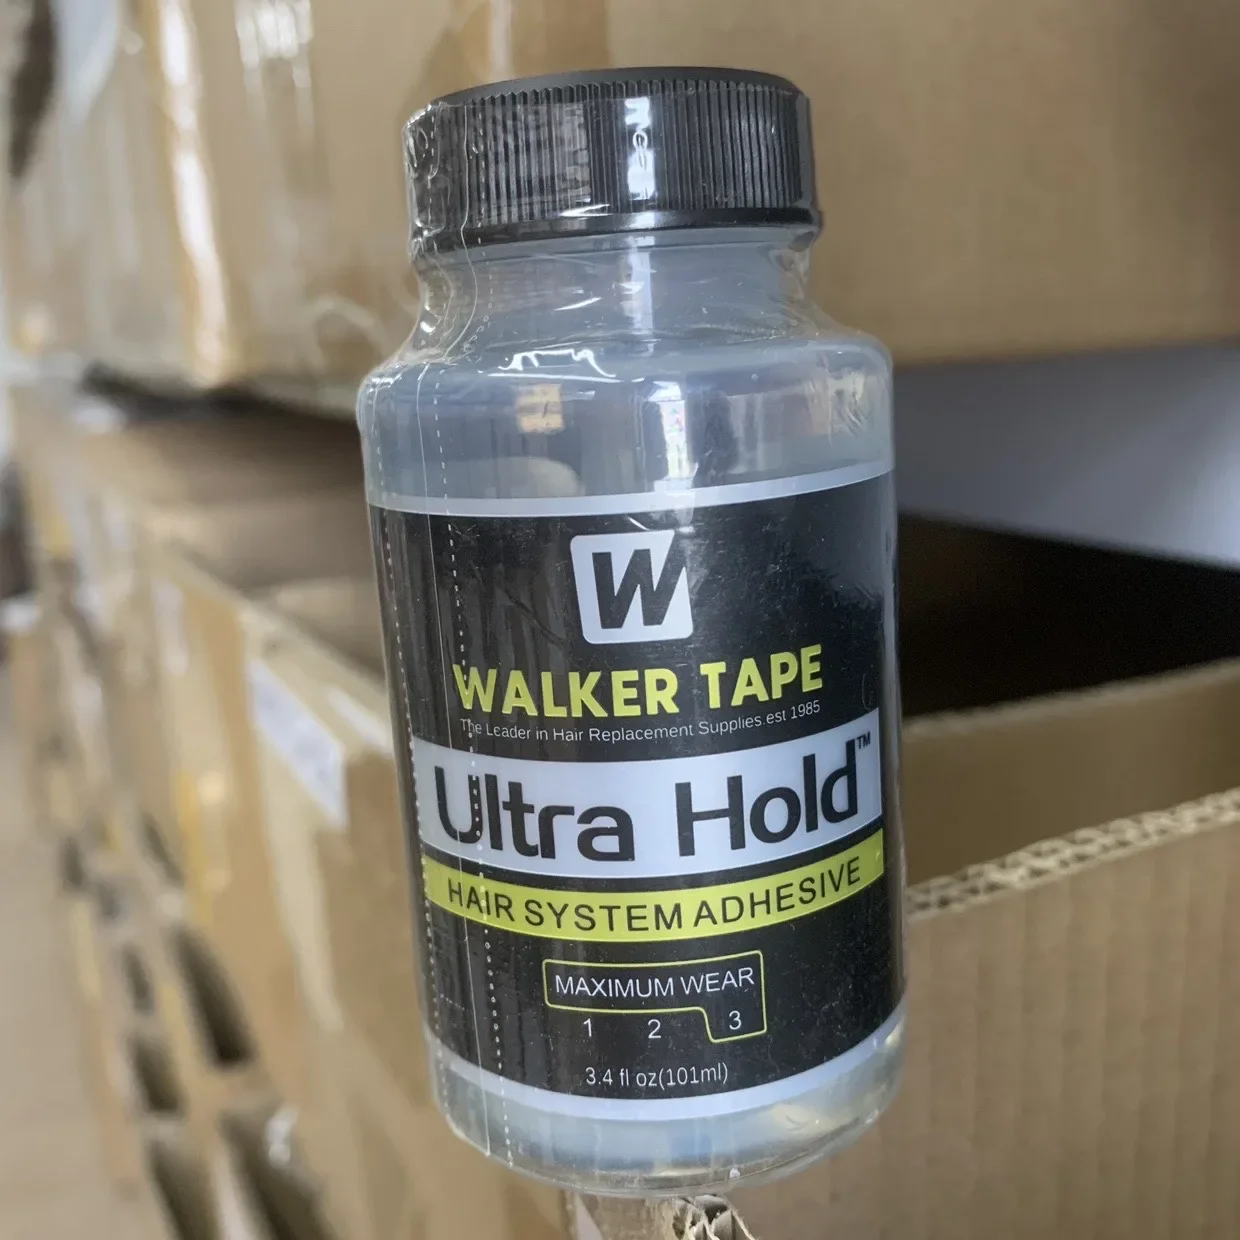 W
WALKER TAPE
The Leader in Hair Replacement Supplies.est 1985
Ultra Hold™
HAIR SYSTEM ADHESIVE
MAXIMUM WEAR
1 2 3
3.4 fl oz(101ml)